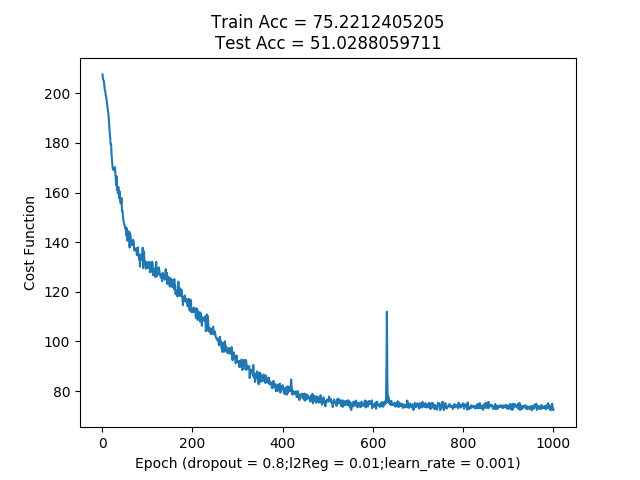 Train Acc = 75.2212405205
Test Acc = 51.0288059711
200
180
160
140
120
100
80
Cost Function
0 200 400 600 800 1000
Epoch (dropout = 0.8;l2Reg = 0.01;learn_rate = 0.001)